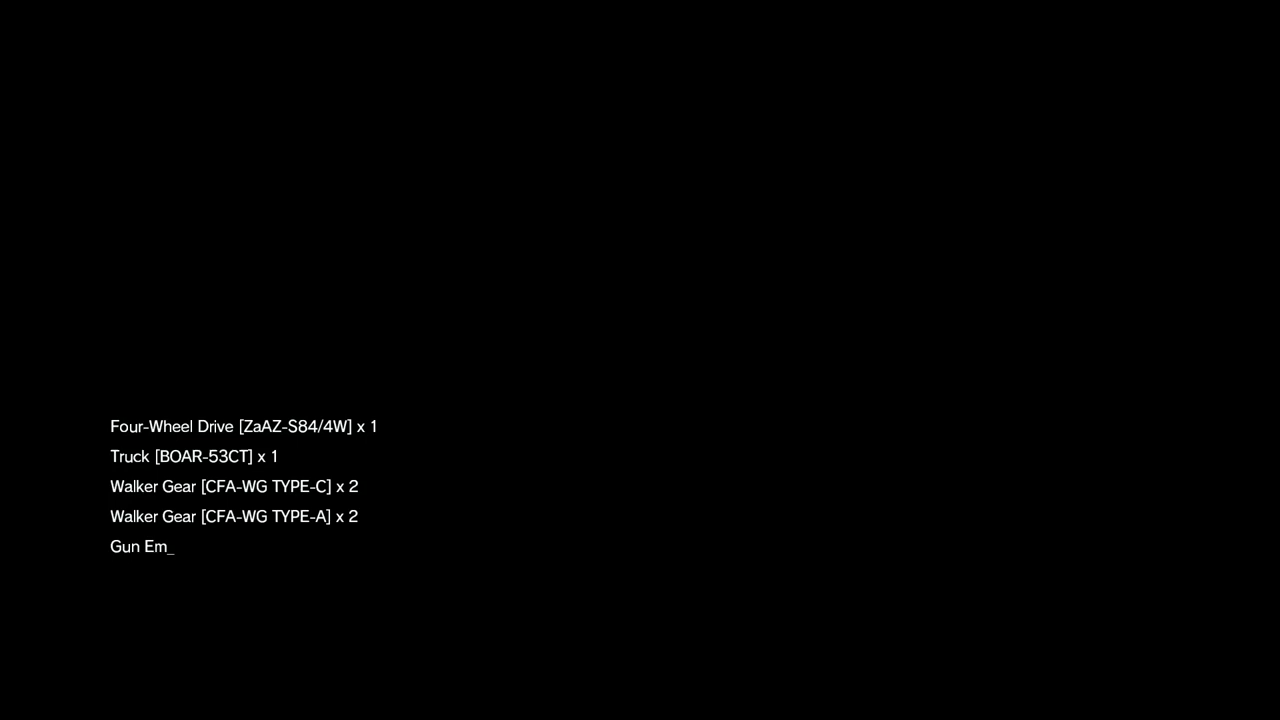 Four-Wheel Drive [ZaAZ-S84/4W] x 1
Truck [BOAR-53CT] x 1
Walker Gear [CFA-WG TYPE-C] x 2
Walker Gear [CFA-WG TYPE-A] x 2
Gun Em_